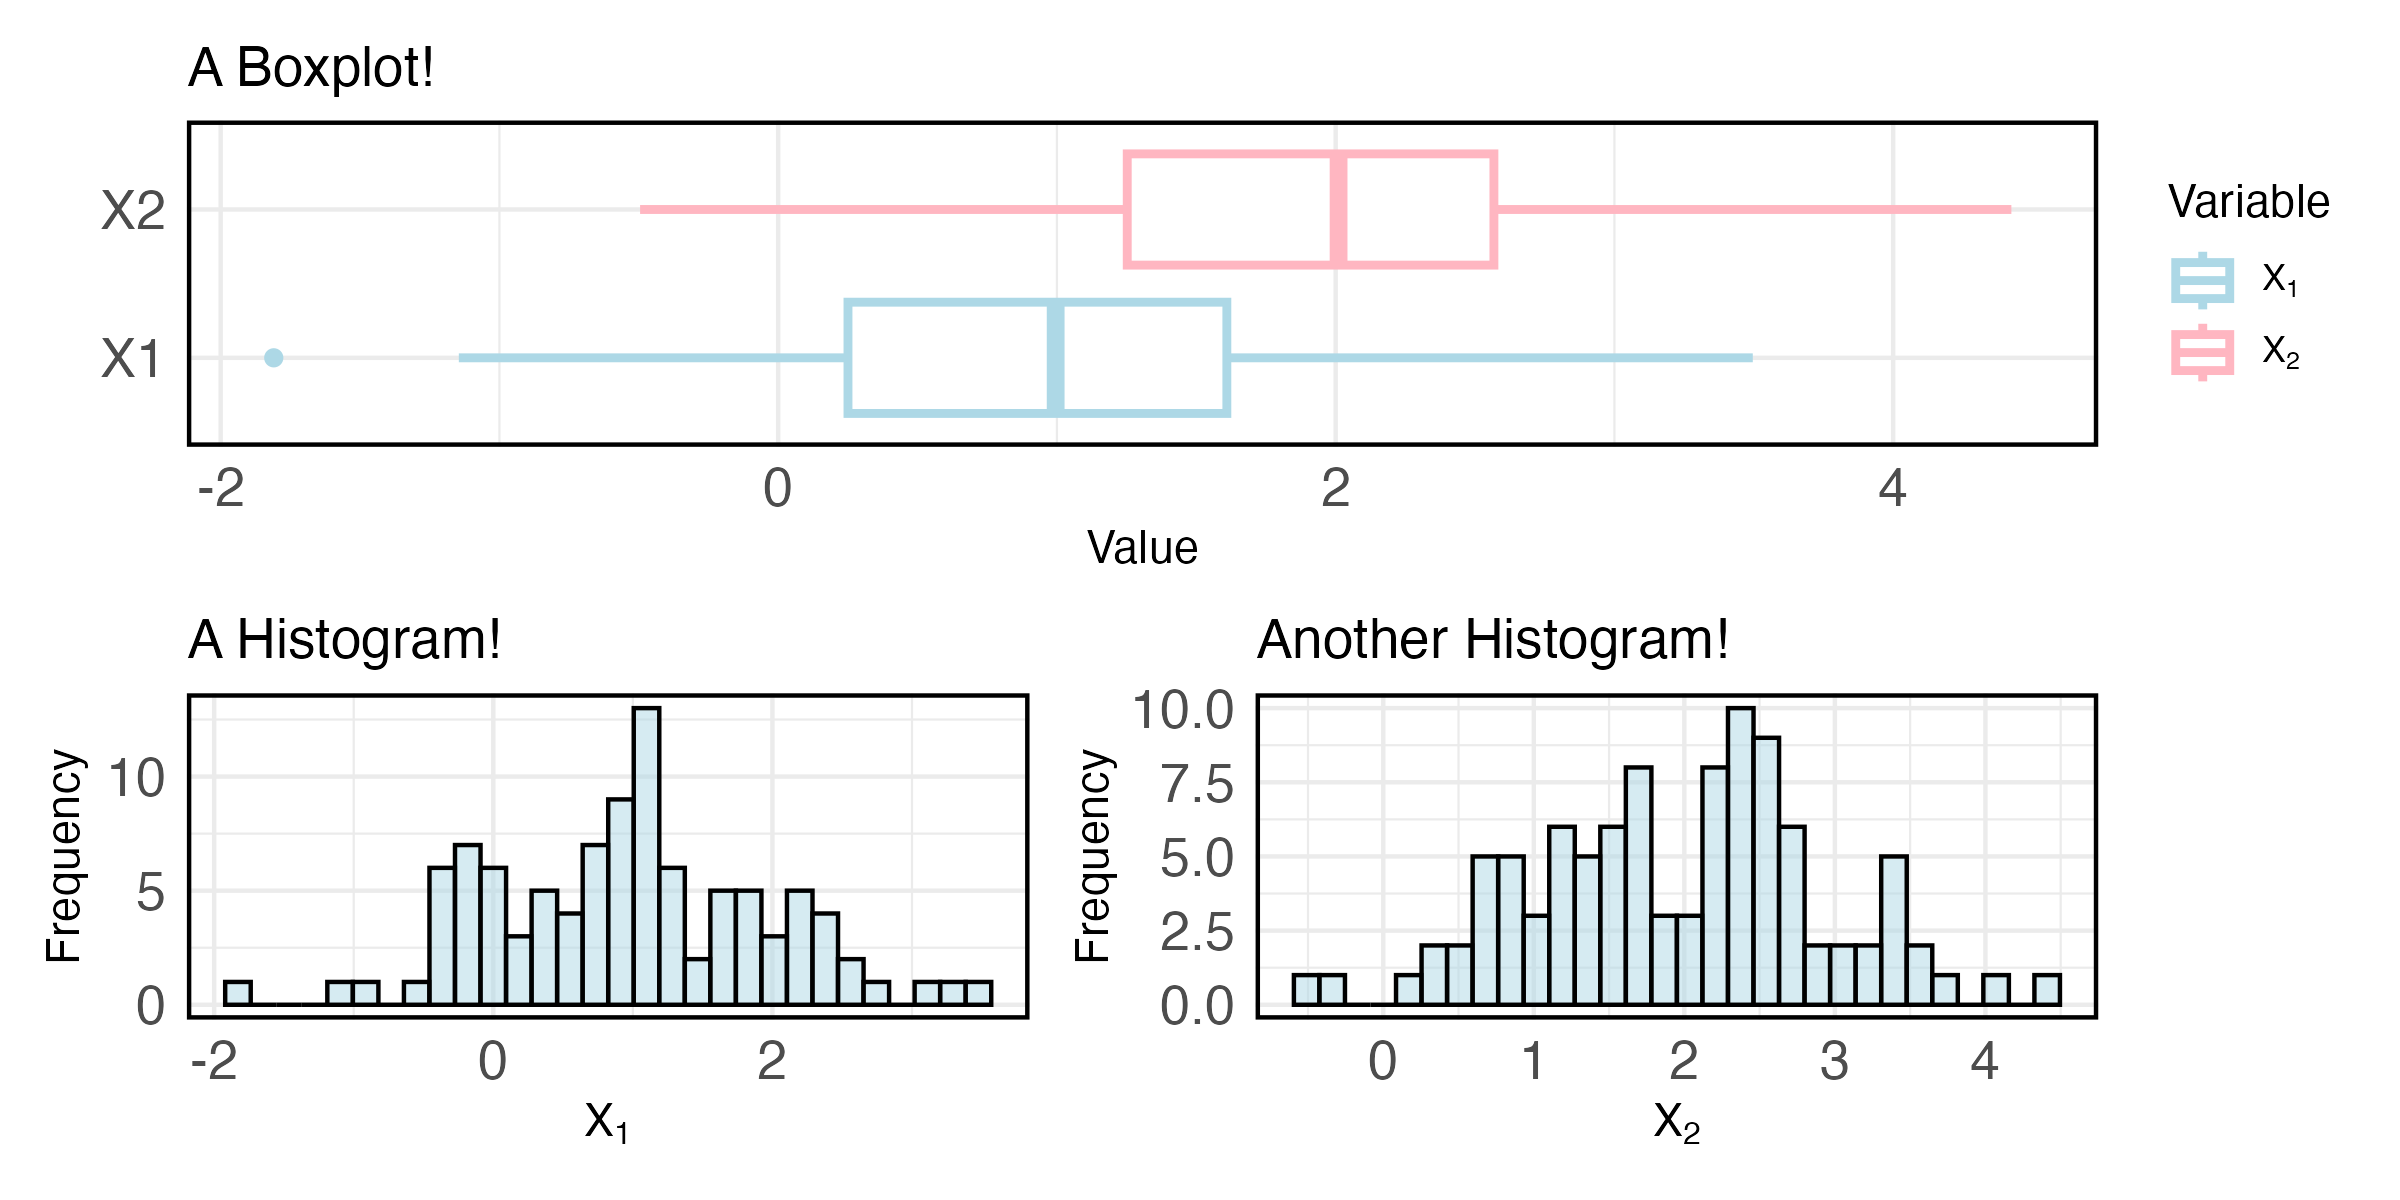 A Boxplot!
X2
X1
-2 0 2 4
Value
Variable
X₁
X₂
A Histogram!
Frequency
10
5
0
-2 0 2
X₁
Another Histogram!
Frequency
10.0
7.5
5.0
2.5
0.0
0 1 2 3 4
X₂